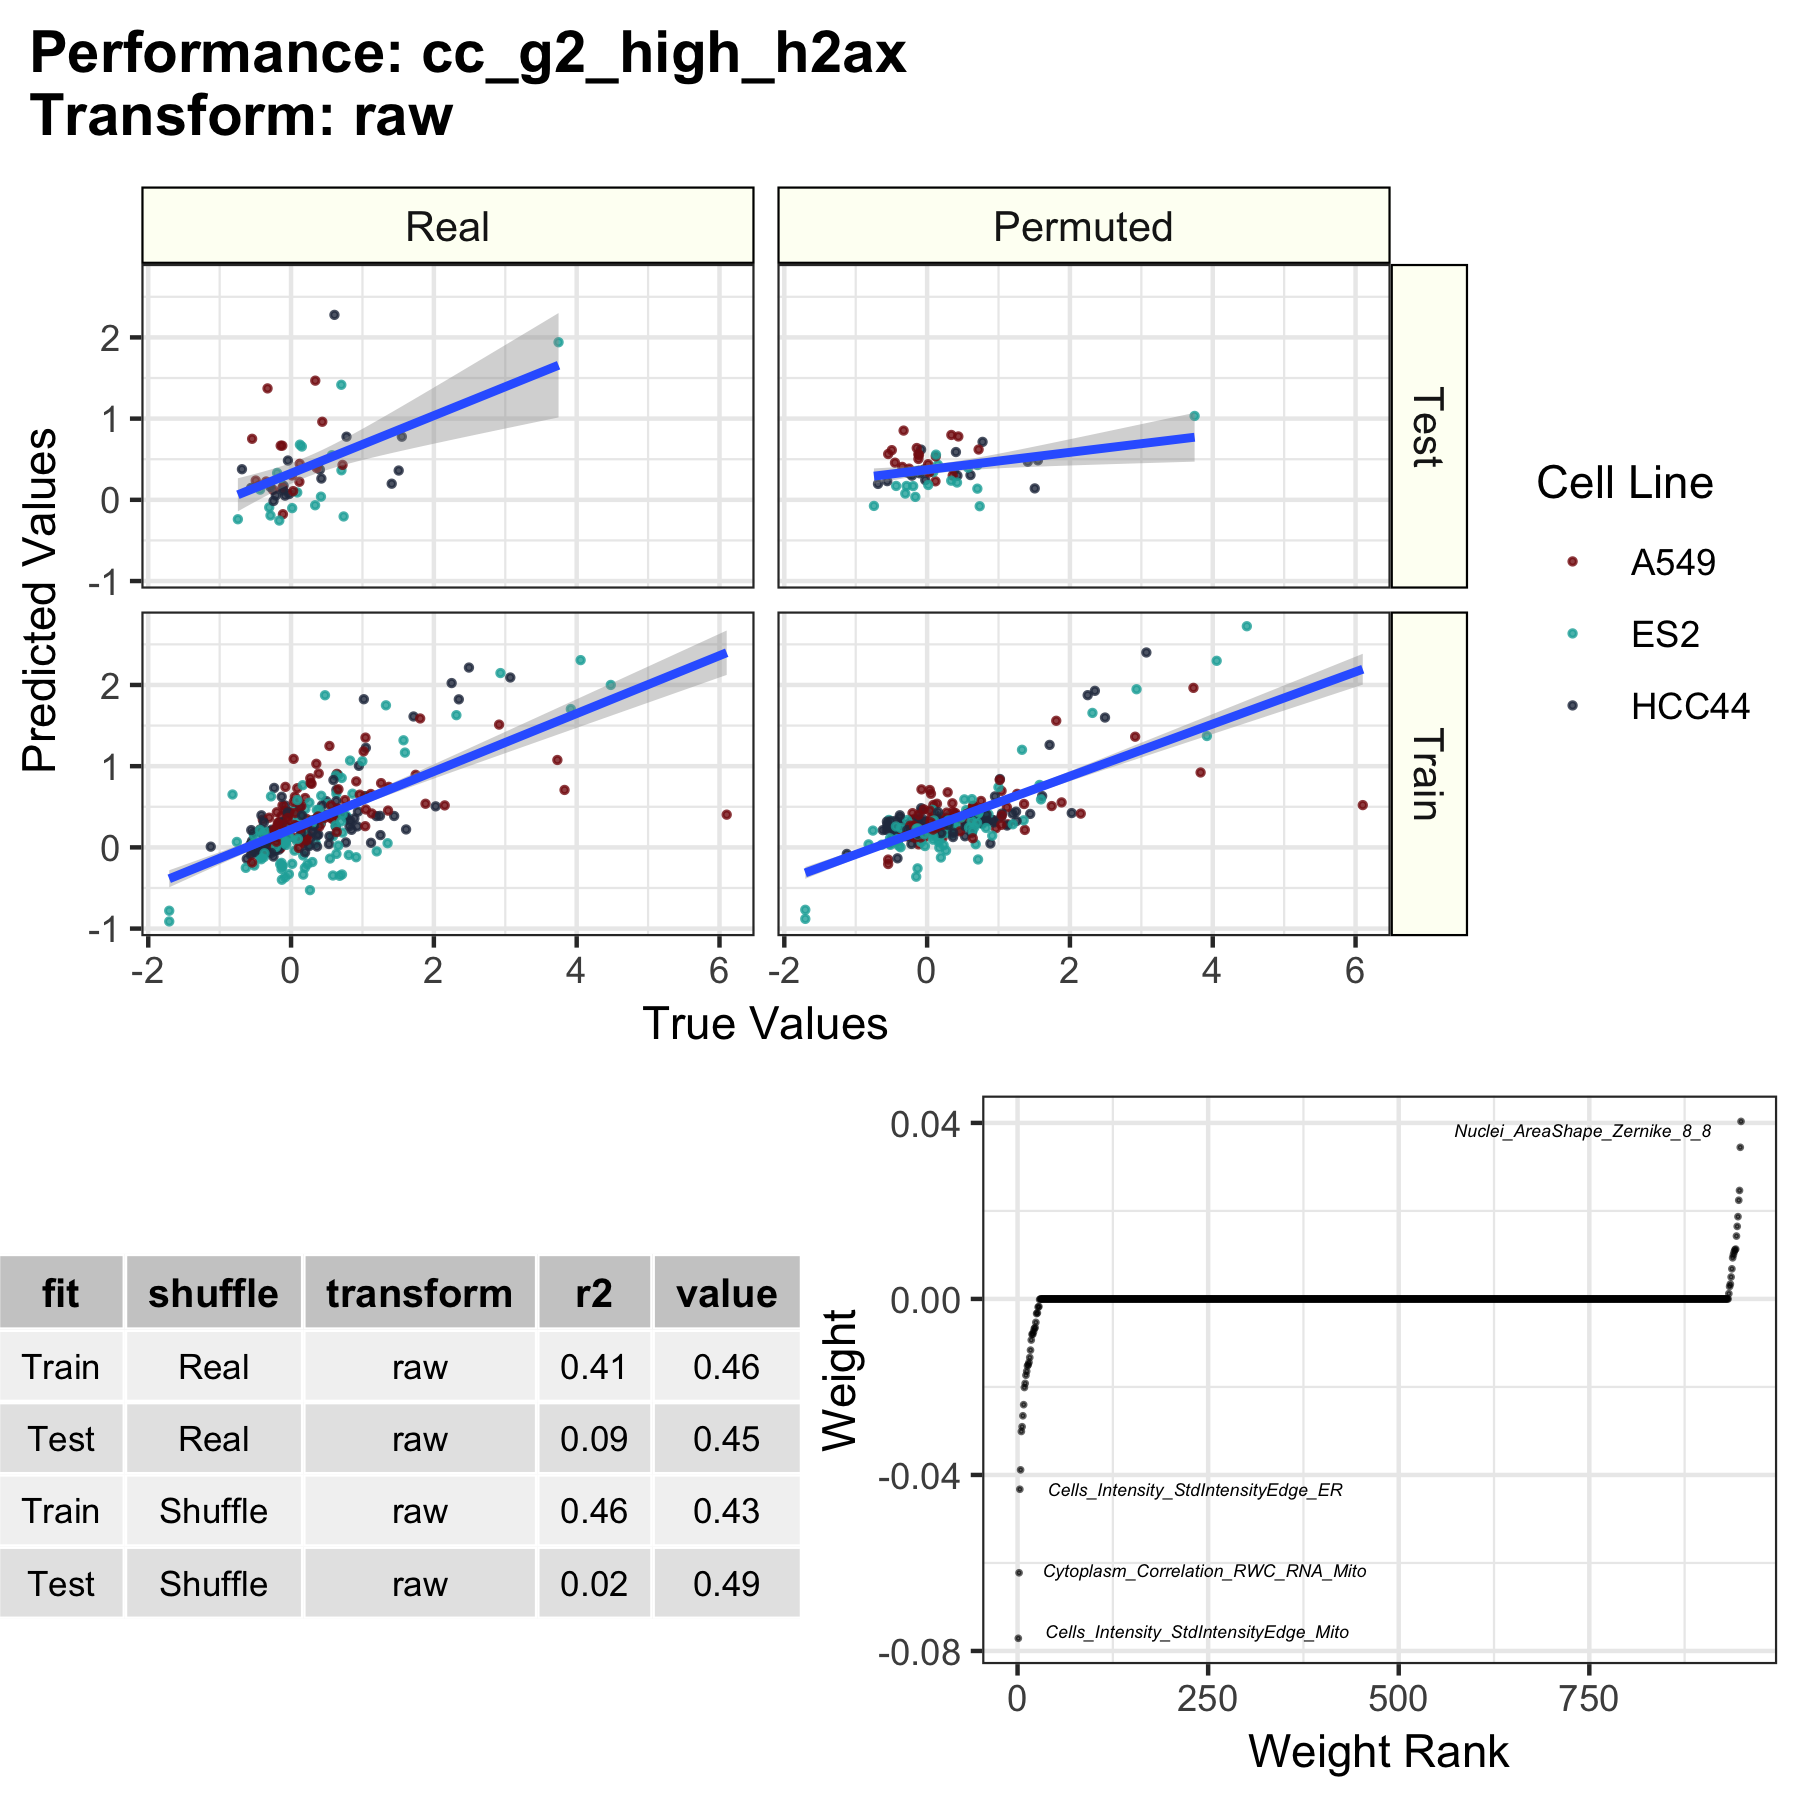 Performance: cc_g2_high_h2ax
Transform: raw
Real
Permuted
Predicted Values
2
1
0
-1
Test
2
1
0
-1
Train
-2
0
2
4
6
-2
0
2
4
6
True Values
Cell Line
A549
ES2
HCC44
fit shuffle transform r2 value
Train Real raw 0.41 0.46
Test Real raw 0.09 0.45
Train Shuffle raw 0.46 0.43
Test Shuffle raw 0.02 0.49
Weight
0.04
0.00
-0.04
-0.08
Nuclei_AreaShape_Zernike_8_8
Cells_Intensity_StdIntensityEdge_ER
Cytoplasm_Correlation_RWC_RNA_Mito
Cells_Intensity_StdIntensityEdge_Mito
0
250
500
750
Weight Rank